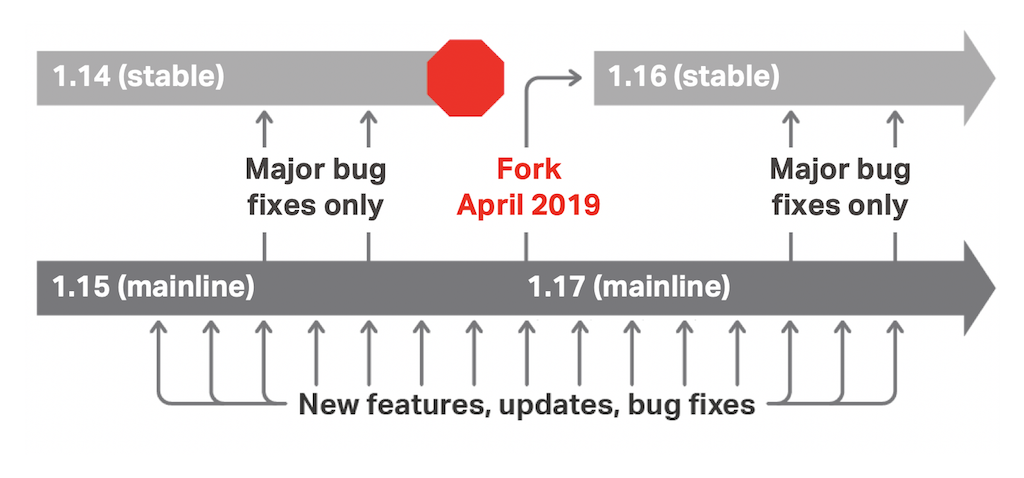 1.14 (stable)
1.16 (stable)
Major bug
fixes only
Fork
April 2019
Major bug
fixes only
1.15 (mainline)
1.17 (mainline)
New features, updates, bug fixes